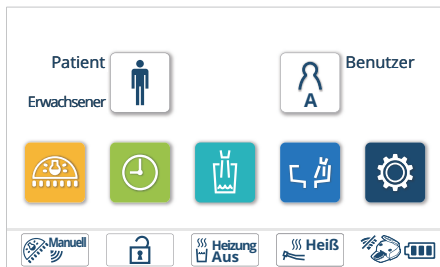 Patient
Benutzer
Erwachsener
A
Manuell
Heizung
Aus
Heiß